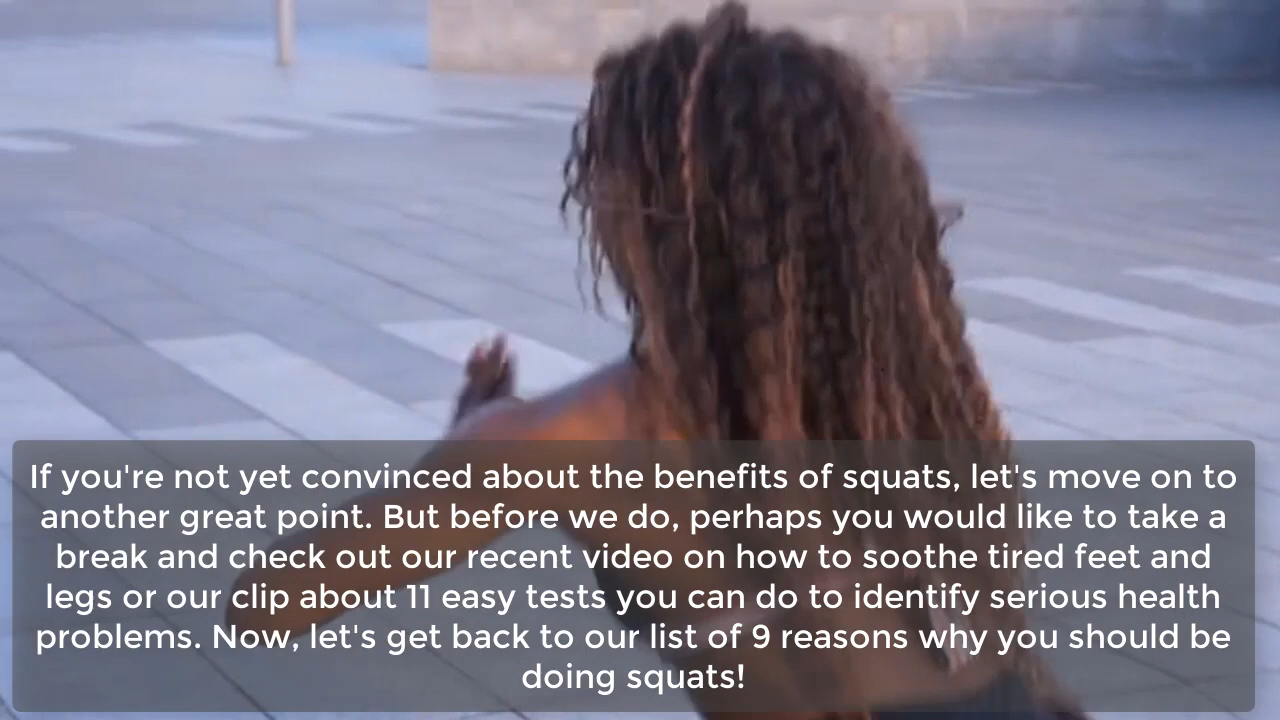 If you're not yet convinced about the benefits of squats, let's move on to
another great point. But before we do, perhaps you would like to take a
break and check out our recent video on how to soothe tired feet and
legs or our clip about 11 easy tests you can do to identify serious health
problems. Now, let's get back to our list of 9 reasons why you should be
doing squats!